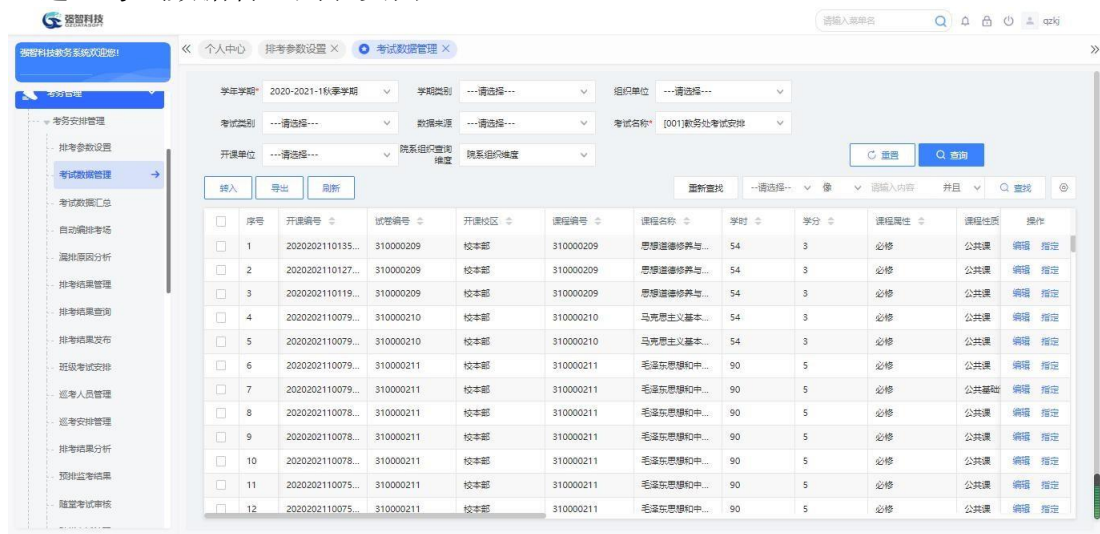 强智科技
请输入菜单名
qzkj
强智科技教务系统欢迎您!
个人中心 排考参数设置 × 考试数据管理 ×
考务管理
考务安排管理
排考参数设置
考试数据管理
考试数据汇总
自动编排考场
漏排原因分析
排考结果管理
排考结果查询
排考结果发布
班级考试安排
巡考人员管理
巡考安排管理
排考结果分析
预排监考结果
随堂考试审核
学年学期* 2020-2021-1秋季学期 学期类别 ---请选择--- 组织单位 ---请选择---
考试类别 ---请选择--- 数据来源 ---请选择--- 考试名称* [001]教务处考试安排
开课单位 ---请选择--- 院系组织查询维度 院系组织维度 重置 查询
转入 导出 刷新 重新查找 --请选择-- 像 请输入内容 并且 查找
序号 开课编号 试卷编号 开课校区 课程编号 课程名称 学时 学分 课程属性 课程性质 操作
1 2020202110135... 310000209 校本部 310000209 思想道德修养与... 54 3 必修 公共课 编辑 指定
2 2020202110127... 310000209 校本部 310000209 思想道德修养与... 54 3 必修 公共课 编辑 指定
3 2020202110119... 310000209 校本部 310000209 思想道德修养与... 54 3 必修 公共课 编辑 指定
4 2020202110079... 310000210 校本部 310000210 马克思主义基本... 54 3 必修 公共课 编辑 指定
5 2020202110079... 310000210 校本部 310000210 马克思主义基本... 54 3 必修 公共课 编辑 指定
6 2020202110079... 310000211 校本部 310000211 毛泽东思想和中... 90 5 必修 公共课 编辑 指定
7 2020202110079... 310000211 校本部 310000211 毛泽东思想和中... 90 5 必修 公共基础 编辑 指定
8 2020202110078... 310000211 校本部 310000211 毛泽东思想和中... 90 5 必修 公共课 编辑 指定
9 2020202110078... 310000211 校本部 310000211 毛泽东思想和中... 90 5 必修 公共课 编辑 指定
10 2020202110078... 310000211 校本部 310000211 毛泽东思想和中... 90 5 必修 公共课 编辑 指定
11 2020202110075... 310000211 校本部 310000211 毛泽东思想和中... 90 5 必修 公共课 编辑 指定
12 2020202110075... 310000211 校本部 310000211 毛泽东思想和中... 90 5 必修 公共课 编辑 指定